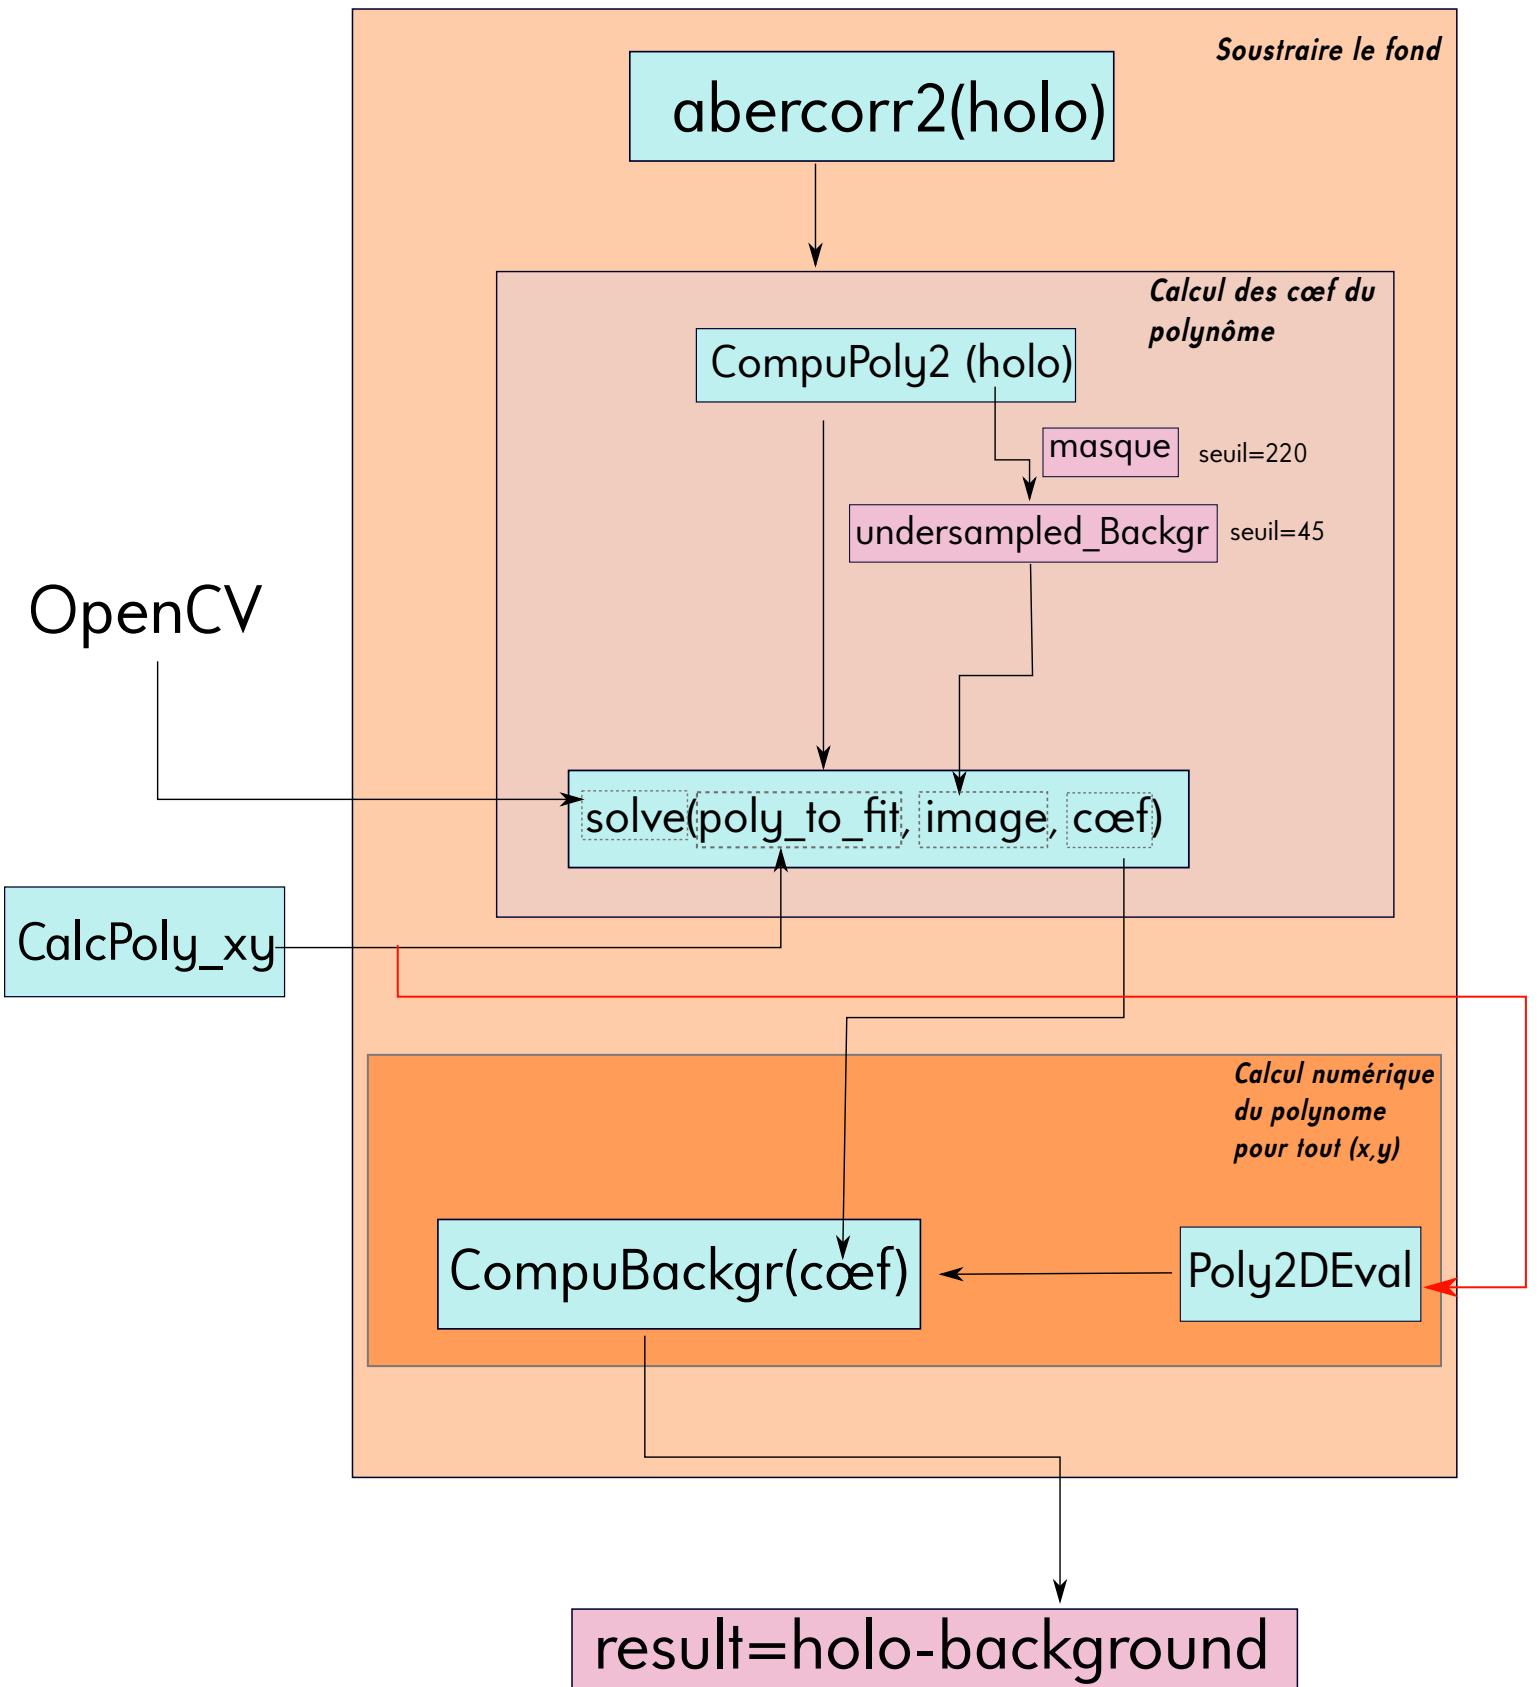 Soustraire le fond
abercorr2(holo)
Calcul des cœf du
polynôme
CompuPoly2 (holo)
masque
seuil=220
undersampled_Backgr
seuil=45
OpenCV
solve(poly_to_fit, image, cœf)
CalcPoly_xy
Calcul numérique
du polynome
pour tout (x,y)
CompuBackgr(cœf)
Poly2DEval
result=holo-background